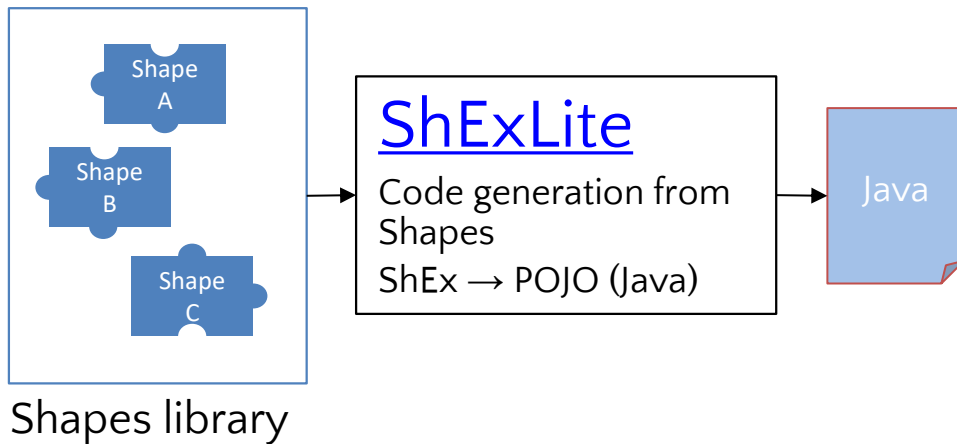 Shape
A
Shape
B
Shape
C
Shapes library
ShExLite
Code generation from
Shapes
ShEx → POJO (Java)
Java